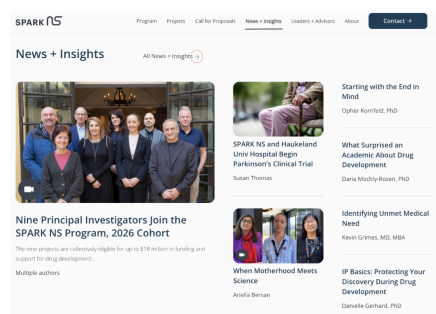 SPARK NS
Program
Projects
Call for Proposals
News + Insights
Leaders + Advisors
About
Contact →
News + Insights
All News + Insights →
Nine Principal Investigators Join the
SPARK NS Program, 2026 Cohort
The nine projects are collectively eligible for up to $18 million in funding and
support for drug development.
Multiple authors
SPARK NS and Haukeland
Univ Hospital Begin
Parkinson's Clinical Trial
Susan Thomas
When Motherhood Meets
Science
Ariella Bersan
Starting with the End in
Mind
Opher Kornfeld, PhD
What Surprised an
Academic About Drug
Development
Daria Mochly-Rosen, PhD
Identifying Unmet Medical
Need
Kevin Grimes, MD, MBA
IP Basics: Protecting Your
Discovery During Drug
Development
Danielle Gerhard, PhD